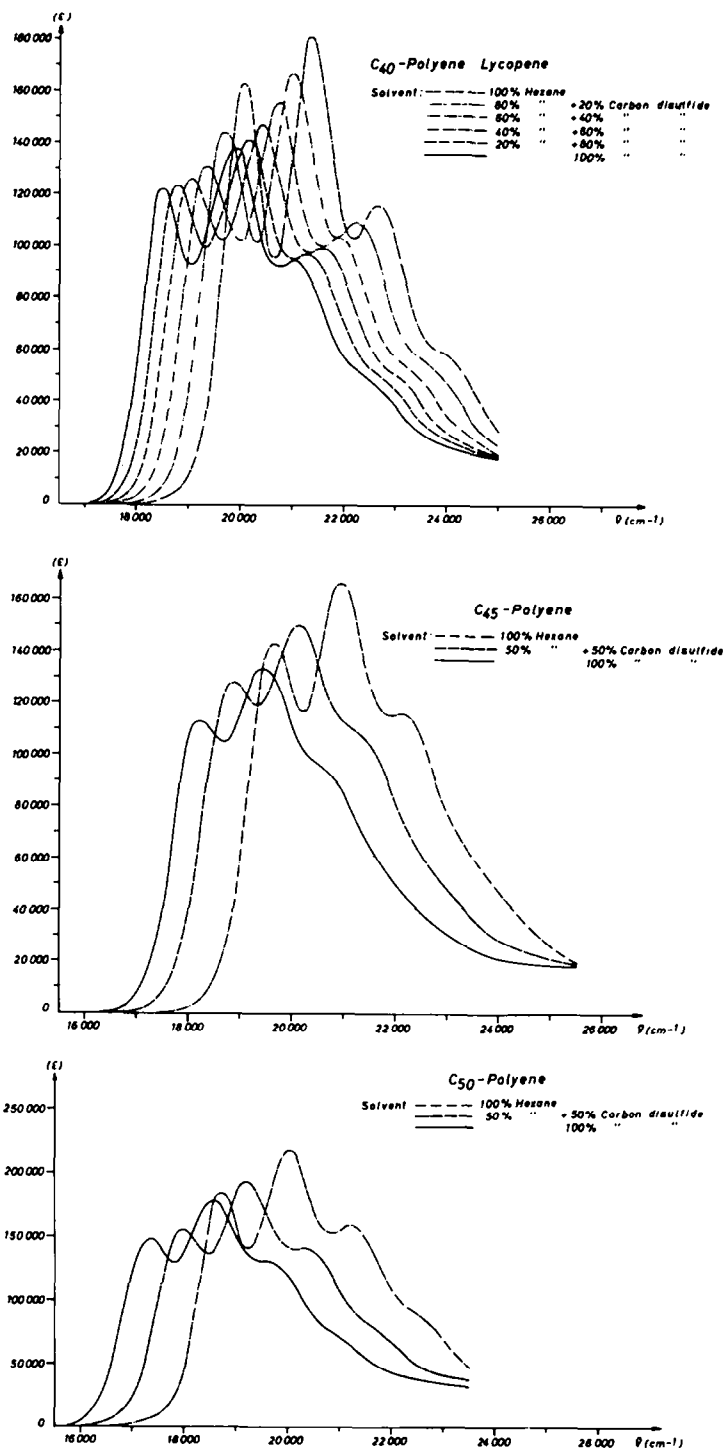 (ε)
180 000
160 000
140 000
120 000
100 000
80 000
60 000
40 000
20 000
0
18 000 20 000 22 000 24 000 26 000 ν̃ (cm-1)
C40-Polyene Lycopene
Solvent: 100% Hexane
80% " +20% Carbon disulfide
60% " +40% " "
40% " +60% " "
20% " +80% " "
100% " "
(ε)
160 000
140 000
120 000
100 000
80 000
60 000
40 000
20 000
0
16 000 18 000 20 000 22 000 24 000 26 000 ν̃ (cm-1)
C45-Polyene
Solvent: 100% Hexane
50% " +50% Carbon disulfide
100% " "
(ε)
250 000
200 000
150 000
100 000
50 000
0
16 000 18 000 20 000 22 000 24 000 26 000 ν̃ (cm-1)
C50-Polyene
Solvent 100% Hexane
50% " +50% Carbon disulfide
100% " "